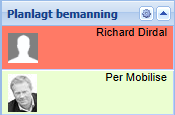 Planlagt bemanning
Richard Dirdal
Per Mobilise